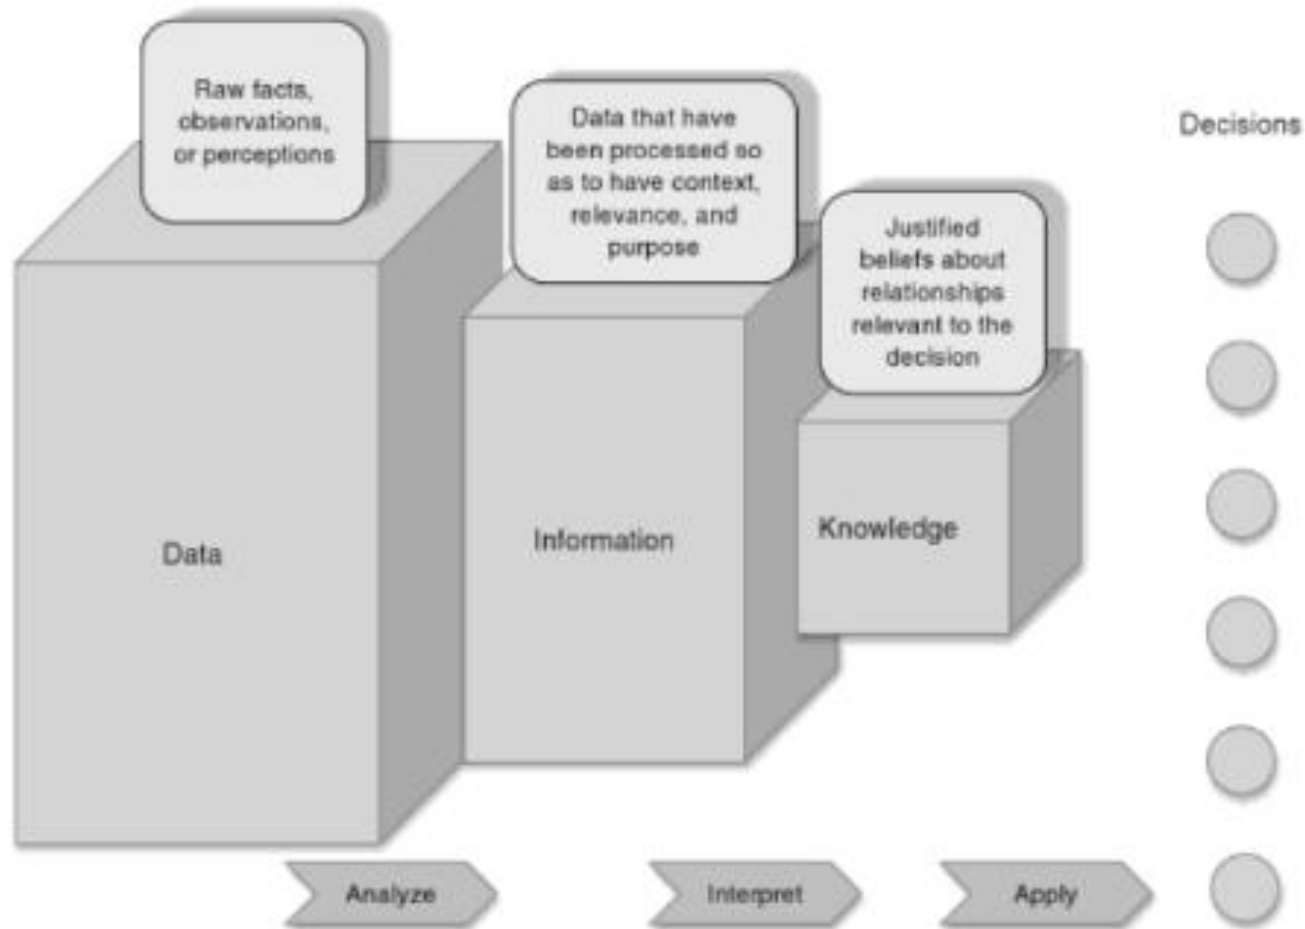 Raw facts,
observations,
or perceptions
Data that have
been processed so
as to have context,
relevance, and
purpose
Justified
beliefs about
relationships
relevant to the
decision
Decisions
Data
Information
Knowledge
Analyze
Interpret
Apply